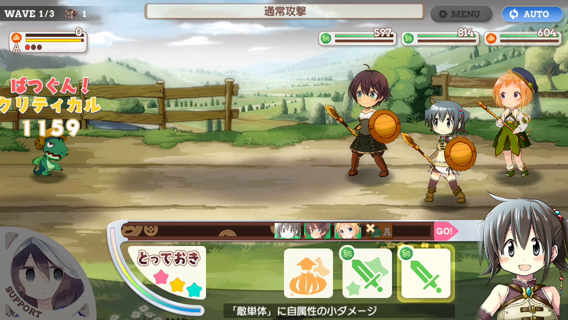 WAVE 1/3 1
通常攻撃
MENU
AUTO
0
A
597
814
604
ばつぐん！
クリティカル
1159
GO!
とっておき
SUPPORT
「敵単体」に自属性の小ダメージ